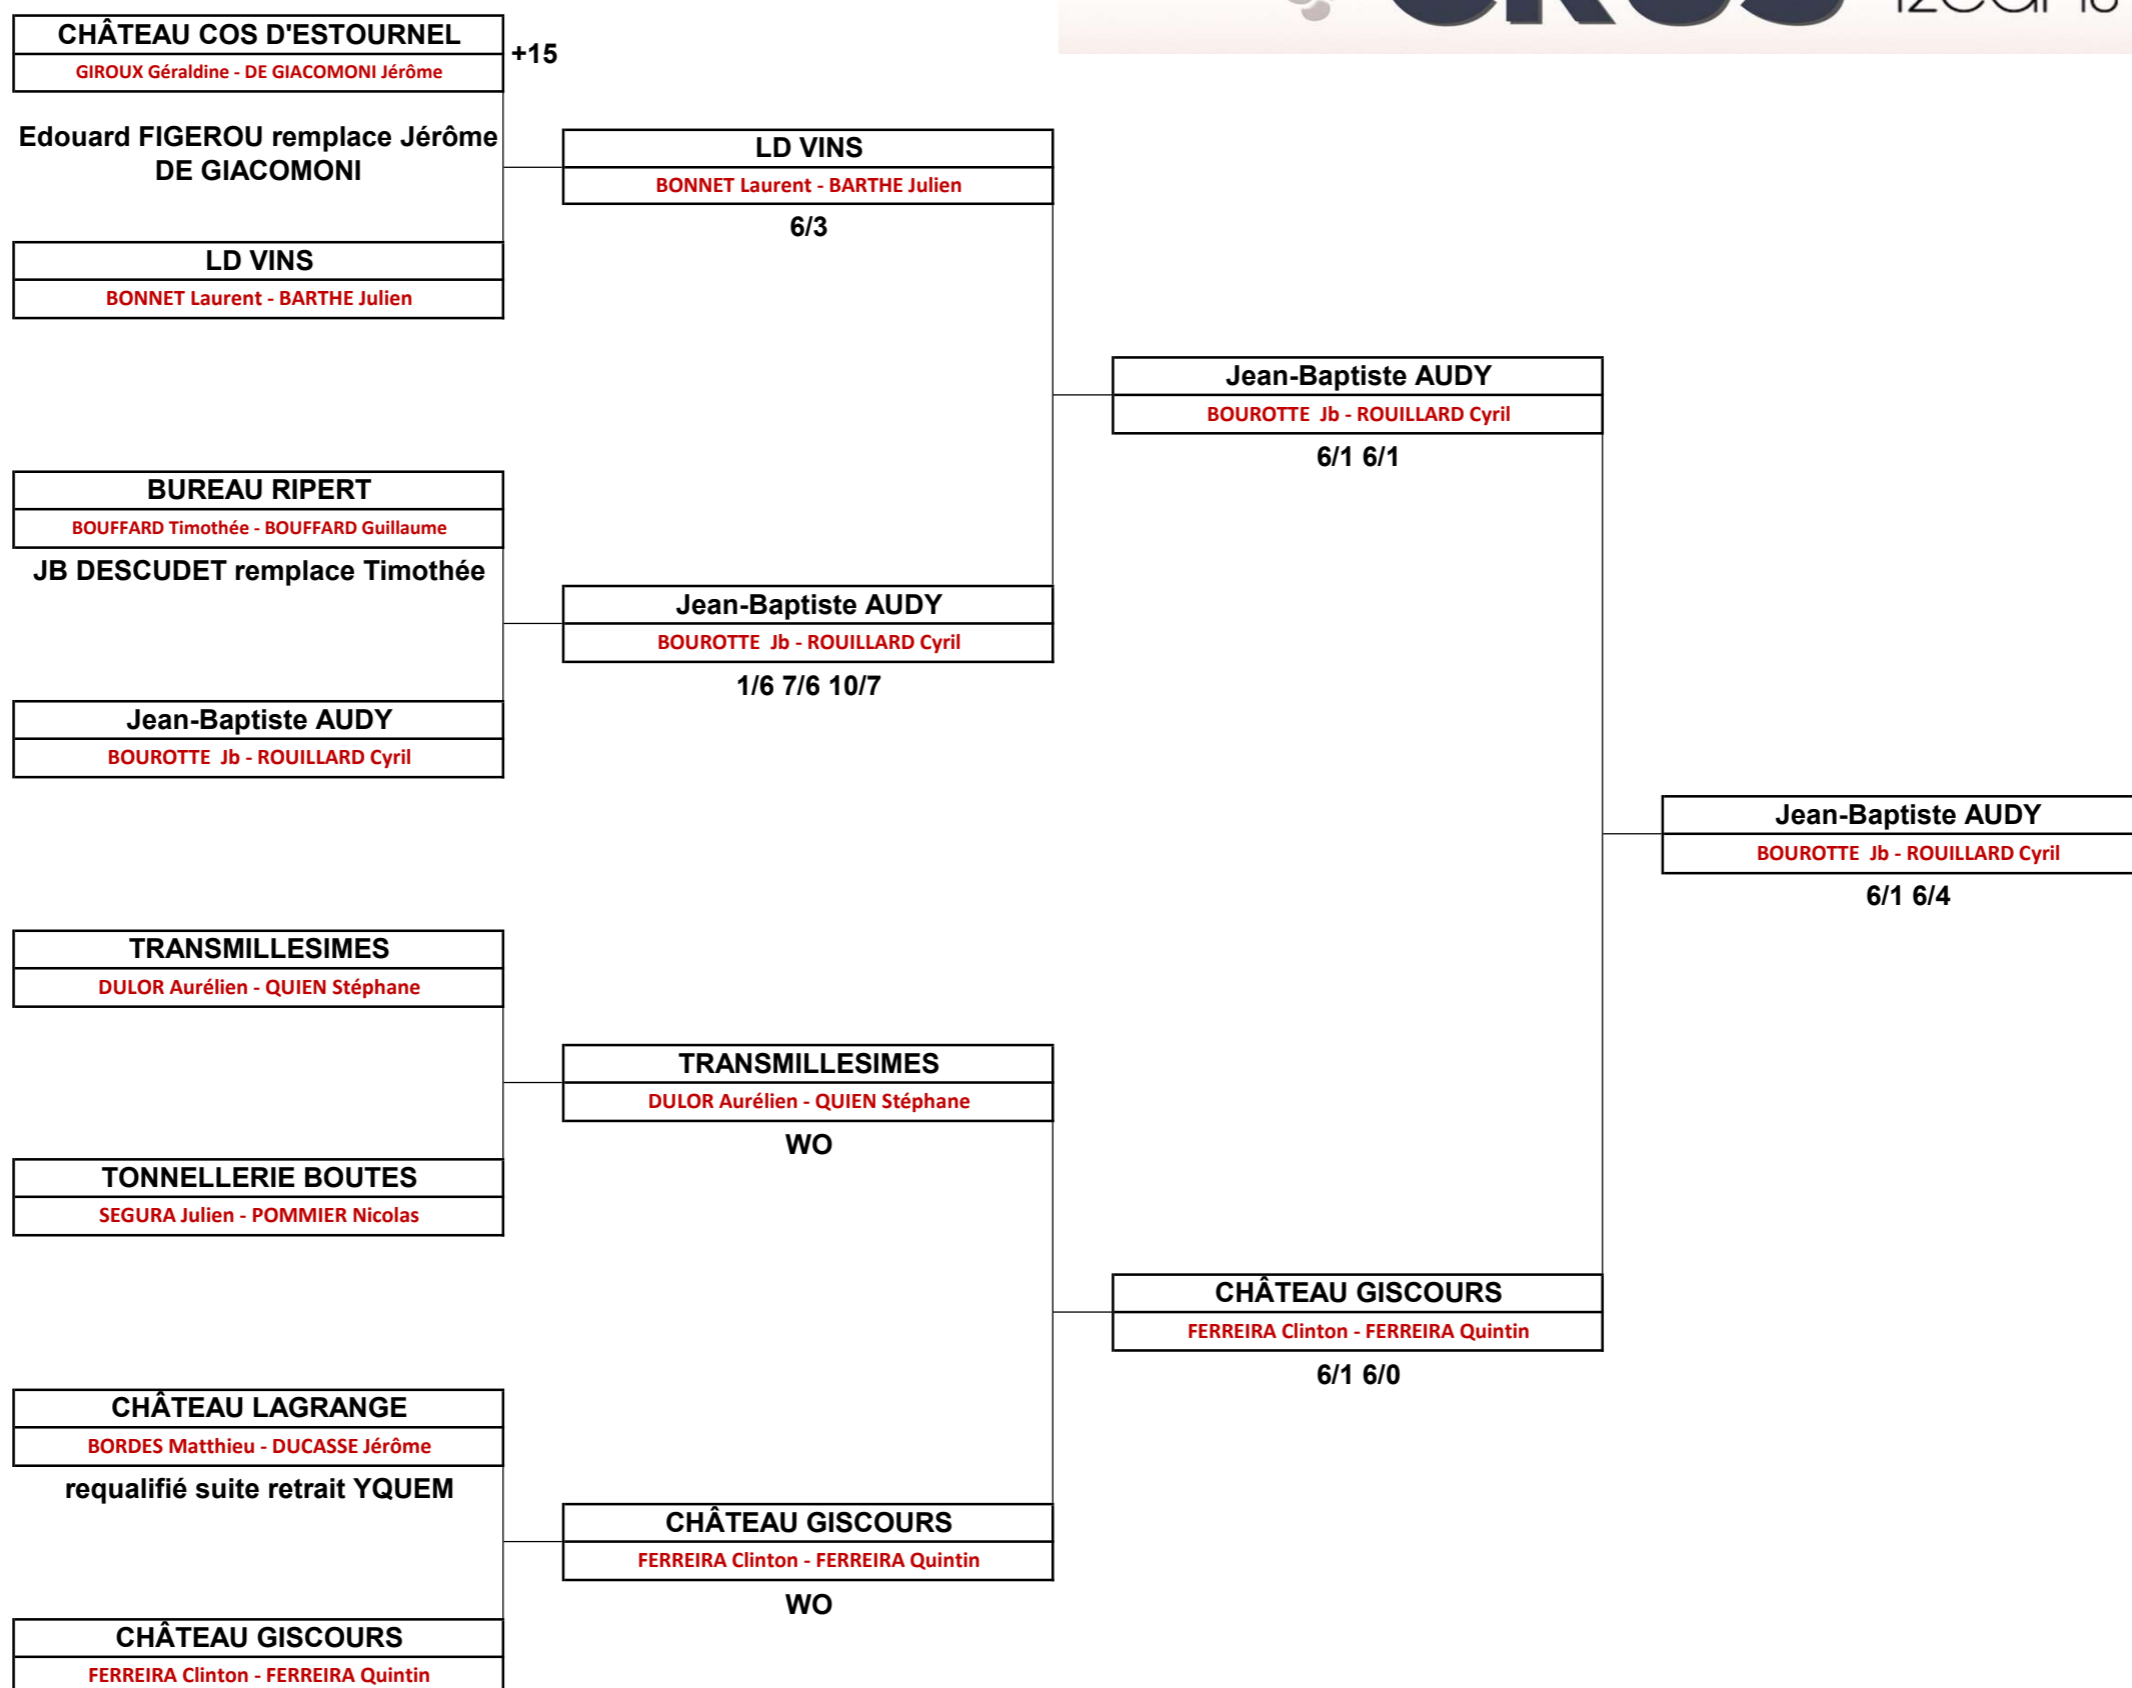 CRUS
CHÂTEAU COS D'ESTOURNEL
GIROUX Géraldine - DE GIACOMONI Jérôme
+15
Edouard FIGEROU remplace Jérôme
DE GIACOMONI
LD VINS
BONNET Laurent - BARTHE Julien
6/3
LD VINS
BONNET Laurent - BARTHE Julien
Jean-Baptiste AUDY
BOUROTTE Jb - ROUILLARD Cyril
6/1 6/1
BUREAU RIPERT
BOUFFARD Timothée - BOUFFARD Guillaume
JB DESCUDET remplace Timothée
Jean-Baptiste AUDY
BOUROTTE Jb - ROUILLARD Cyril
1/6 7/6 10/7
Jean-Baptiste AUDY
BOUROTTE Jb - ROUILLARD Cyril
Jean-Baptiste AUDY
BOUROTTE Jb - ROUILLARD Cyril
6/1 6/4
TRANSMILLESIMES
DULOR Aurélien - QUIEN Stéphane
TRANSMILLESIMES
DULOR Aurélien - QUIEN Stéphane
WO
TONNELLERIE BOUTES
SEGURA Julien - POMMIER Nicolas
CHÂTEAU GISCOURS
FERREIRA Clinton - FERREIRA Quintin
6/1 6/0
CHÂTEAU LAGRANGE
BORDES Matthieu - DUCASSE Jérôme
requalifié suite retrait YQUEM
CHÂTEAU GISCOURS
FERREIRA Clinton - FERREIRA Quintin
WO
CHÂTEAU GISCOURS
FERREIRA Clinton - FERREIRA Quintin